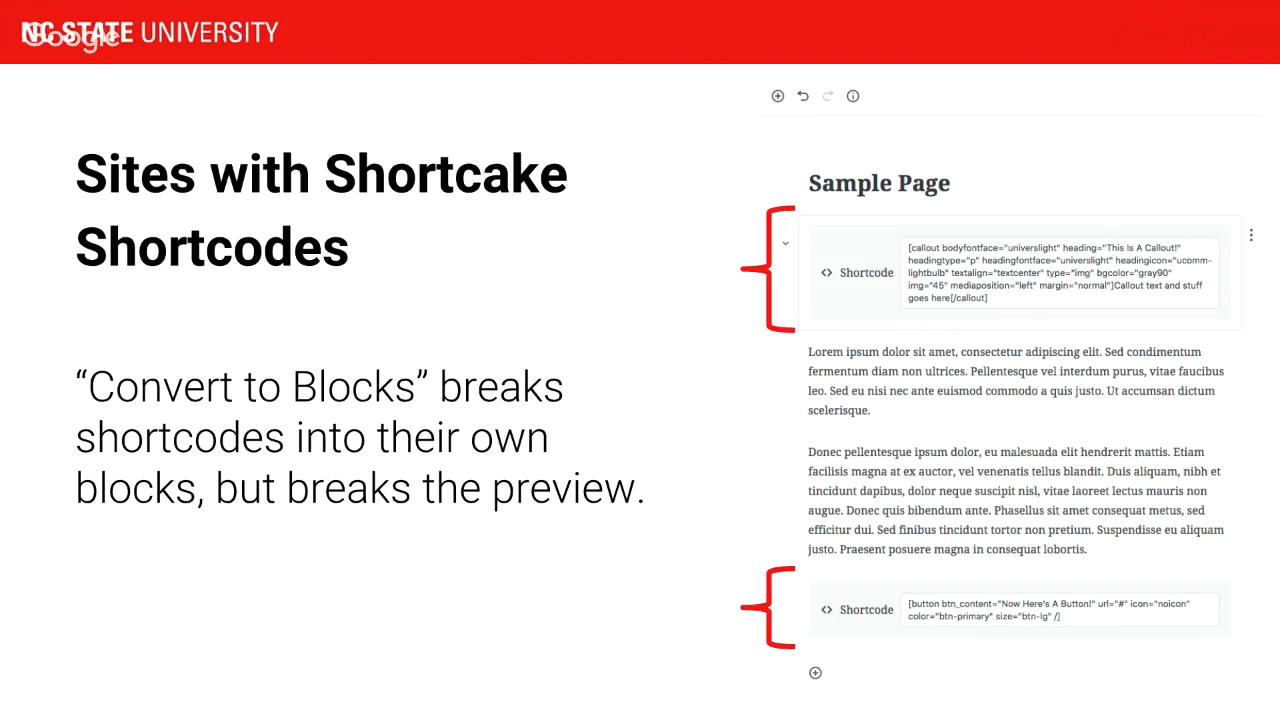 NC STATE UNIVERSITY
Google
Sites with Shortcake
Shortcodes
“Convert to Blocks” breaks
shortcodes into their own
blocks, but breaks the preview.
Sample Page
Shortcode
[callout bodyfontface="universlight" heading="This Is A Callout!"
headingtype="p" headingfontface="universlight" headingicon="ucomm-
lightbulb" textalign="textcenter" type="img" bgcolor="gray90"
img="45" mediaposition="left" margin="normal"]Callout text and stuff
goes here[/callout]
Lorem ipsum dolor sit amet, consectetur adipiscing elit. Sed condimentum
fermentum diam non ultrices. Pellentesque vel interdum purus, vitae faucibus
leo. Sed eu nisi nec ante euismod commodo a quis justo. Ut accumsan dictum
scelerisque.
Donec pellentesque ipsum dolor, eu malesuada elit hendrerit mattis. Etiam
facilisis magna at ex auctor, vel venenatis tellus blandit. Duis aliquam, nibh et
tincidunt dapibus, dolor neque suscipit nisl, vitae laoreet lectus mauris non
augue. Donec quis bibendum ante. Phasellus sit amet consequat metus, sed
efficitur dui. Sed finibus tincidunt tortor non pretium. Suspendisse eu aliquam
justo. Praesent posuere magna in consequat lobortis.
Shortcode
[button btn_content="Now Here's A Button!" url="#" icon="noicon"
color="btn-primary" size="btn-lg" /]